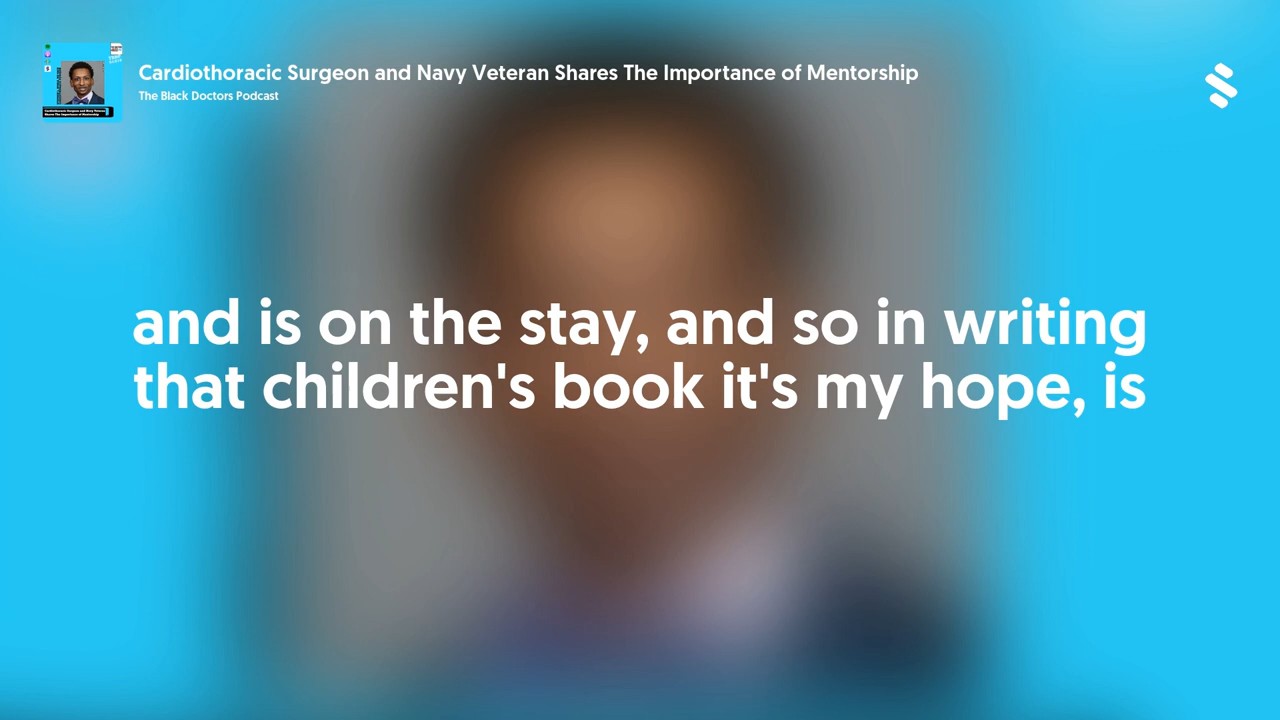 Cardiothoracic Surgeon and Navy Veteran Shares The Importance of Mentorship
The Black Doctors Podcast
and is on the stay, and so in writing
that children's book it's my hope, is